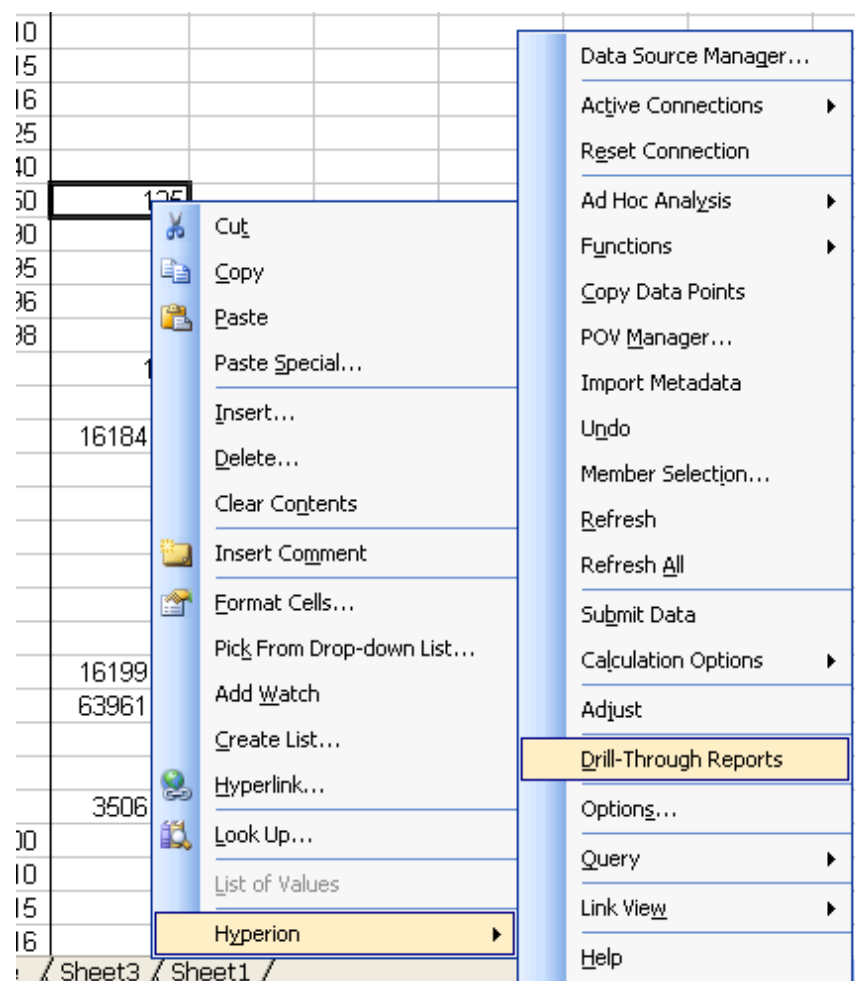 10
15
16
25
40
50
125
90
95
96
98
1
16184
16199
63961
3506
00
10
15
16
Sheet3 / Sheet1 /
Cut
Copy
Paste
Paste Special...
Insert...
Delete...
Clear Contents
Insert Comment
Format Cells...
Pick From Drop-down List...
Add Watch
Create List...
Hyperlink...
Look Up...
List of Values
Hyperion
Data Source Manager...
Active Connections
Reset Connection
Ad Hoc Analysis
Functions
Copy Data Points
POV Manager...
Import Metadata
Undo
Member Selection...
Refresh
Refresh All
Submit Data
Calculation Options
Adjust
Drill-Through Reports
Options...
Query
Link View
Help